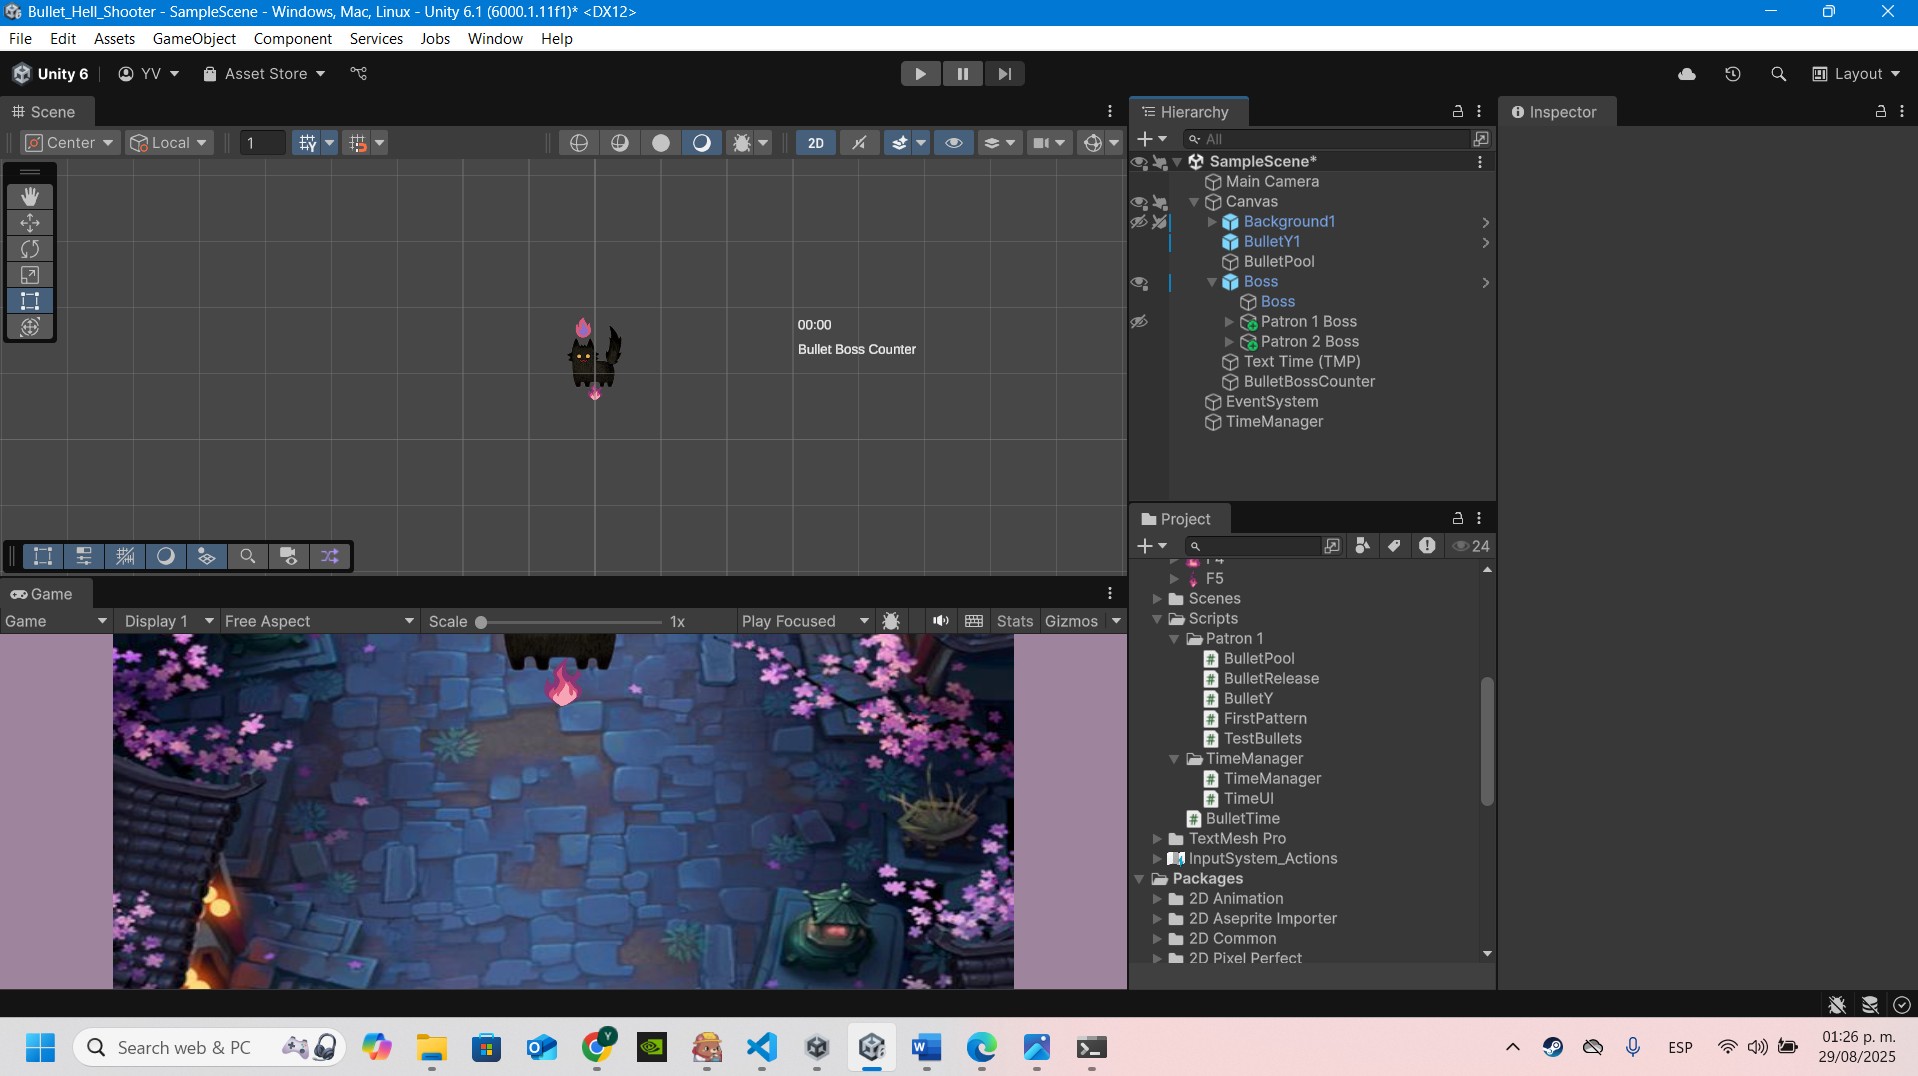 Bullet_Hell_Shooter - SampleScene - Windows, Mac, Linux - Unity 6.1 (6000.1.11f1)* <DX12>
File Edit Assets GameObject Component Services Jobs Window Help
Unity 6 YV Asset Store Layout
Scene
Center Local 1 2D
00:00
Bullet Boss Counter
Game
Game Display 1 Free Aspect Scale 1x Play Focused Stats Gizmos
Hierarchy
All
SampleScene*
Main Camera
Canvas
Background1
BulletY1
BulletPool
Boss
Boss
Patron 1 Boss
Patron 2 Boss
Text Time (TMP)
BulletBossCounter
EventSystem
TimeManager
Project
24
F4
F5
Scenes
Scripts
Patron 1
BulletPool
BulletRelease
BulletY
FirstPattern
TestBullets
TimeManager
TimeManager
TimeUI
BulletTime
TextMesh Pro
InputSystem_Actions
Packages
2D Animation
2D Aseprite Importer
2D Common
2D Pixel Perfect
Inspector
Search web & PC
Y
ESP
01:26 p. m.
29/08/2025